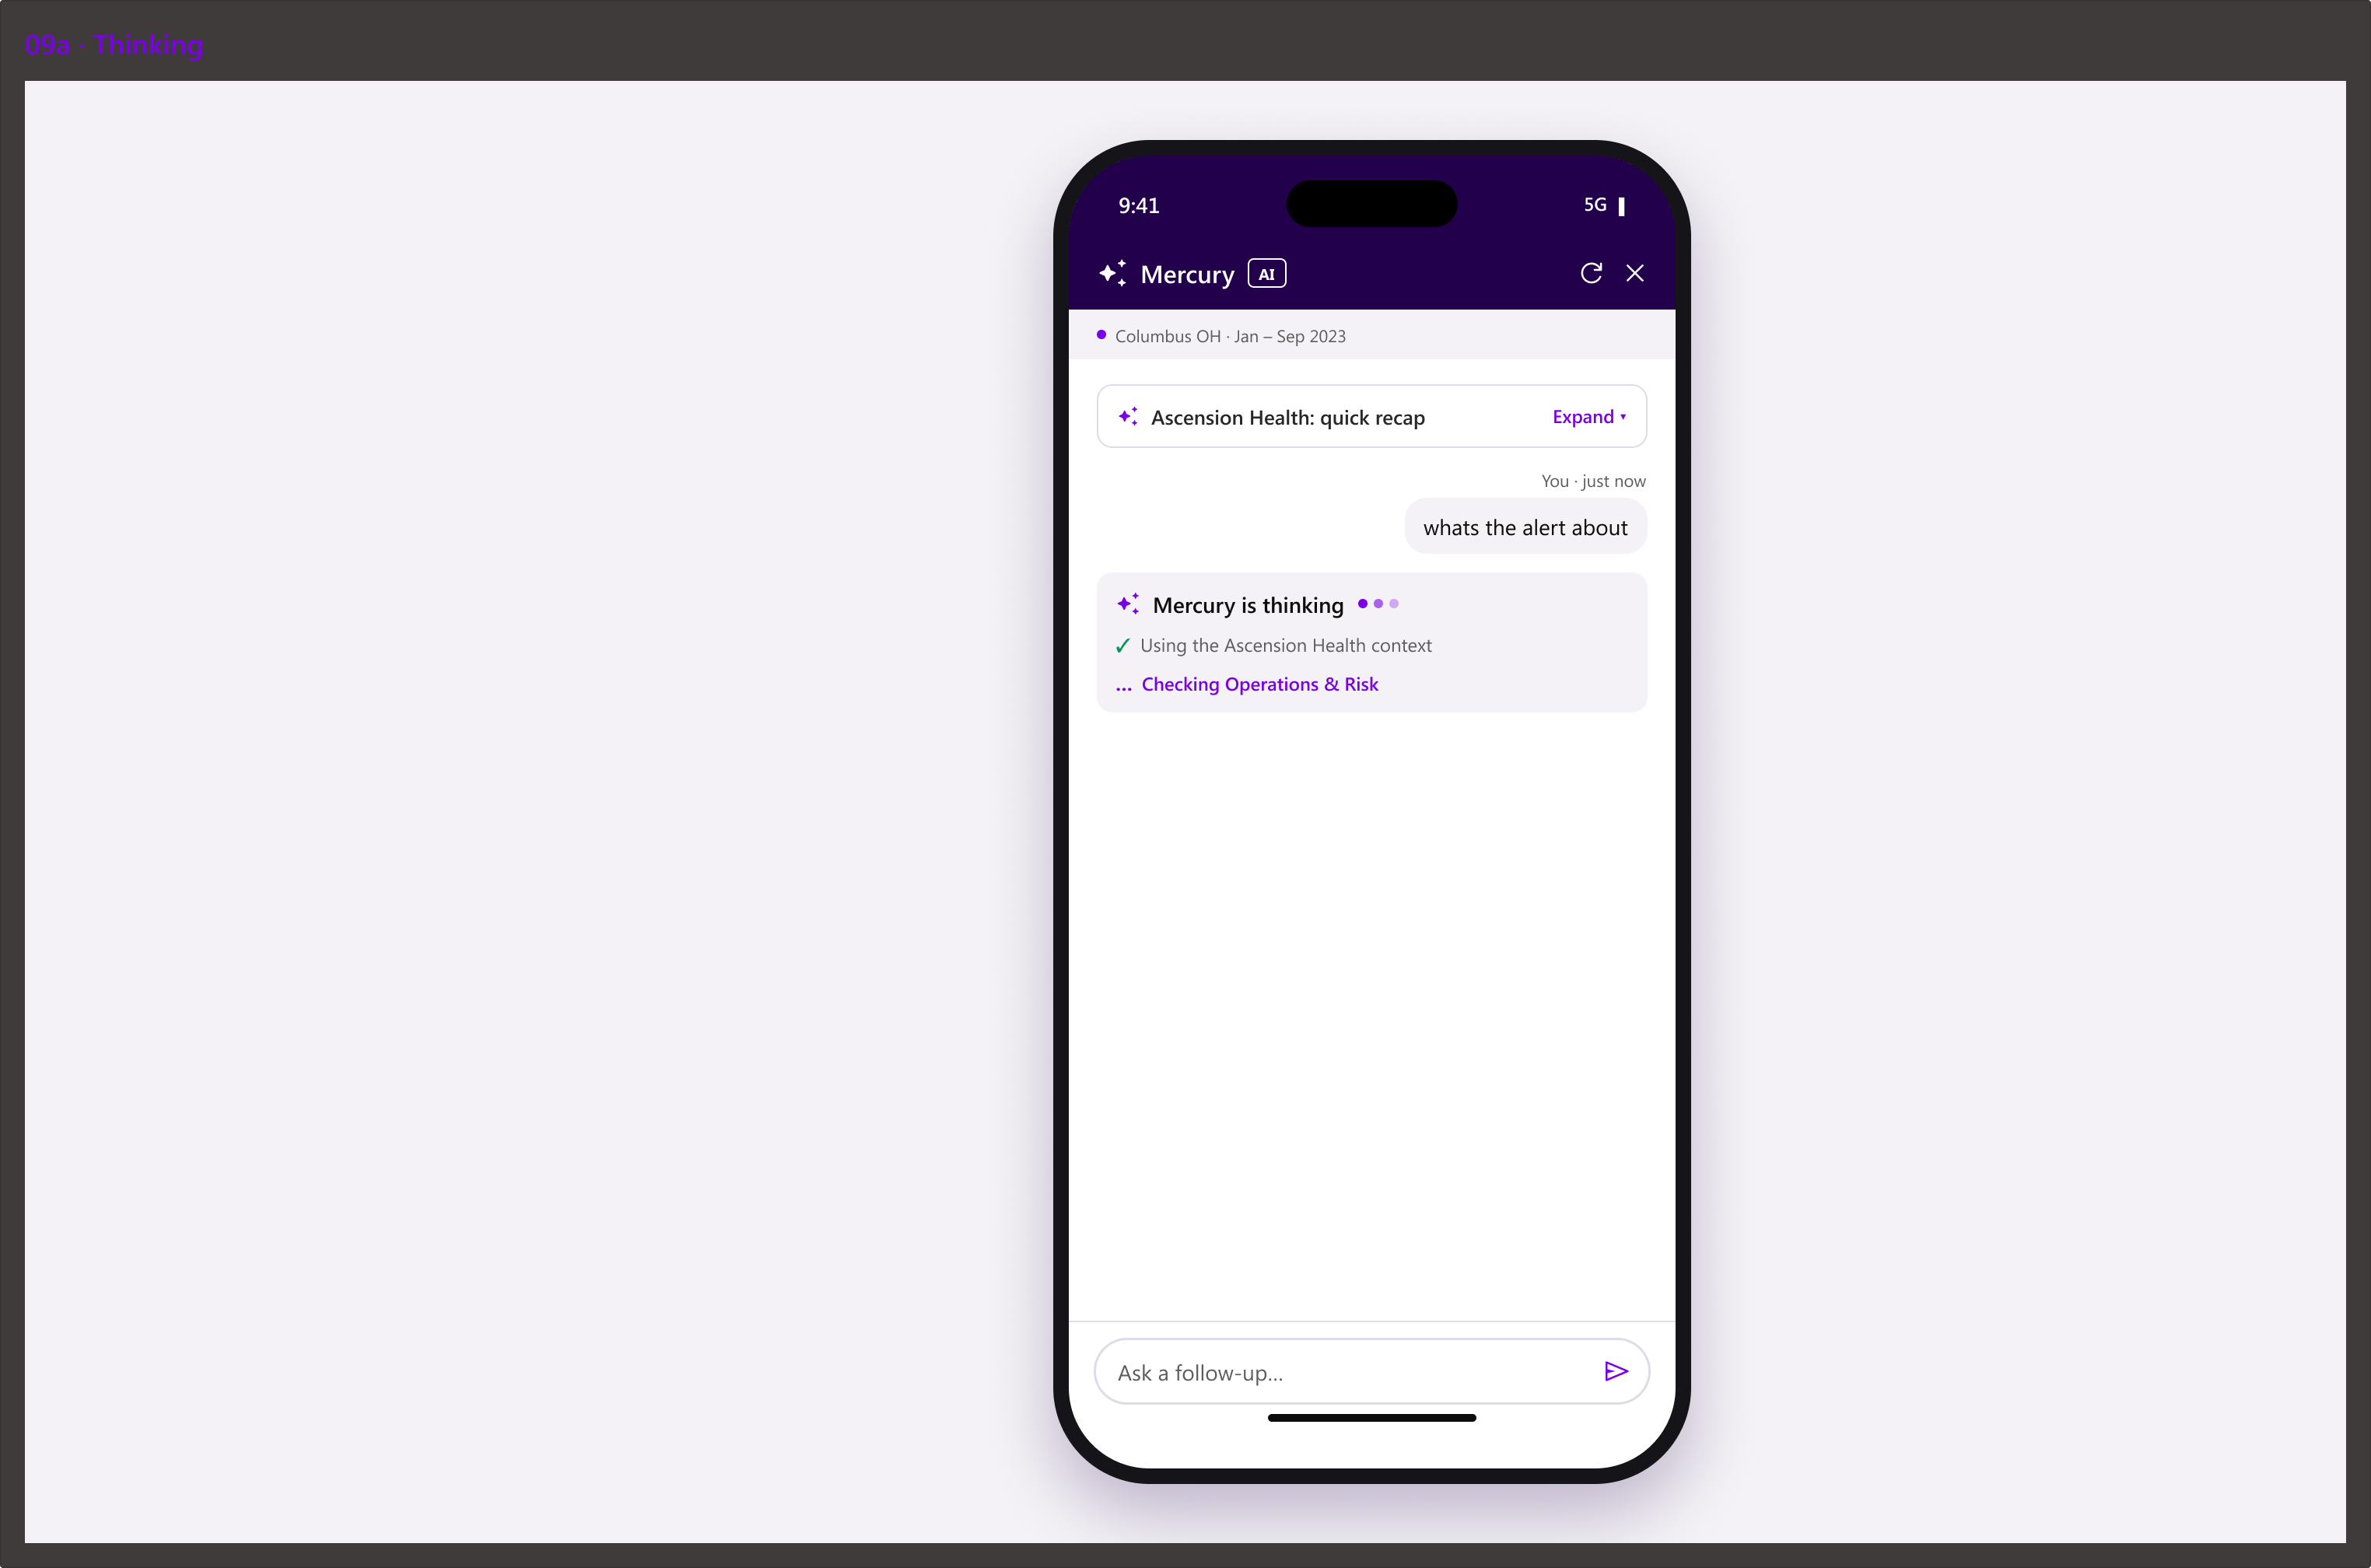 09a · Thinking
9:41
5G
Mercury AI
Columbus OH · Jan – Sep 2023
Ascension Health: quick recap Expand ▾
You · just now
whats the alert about
Mercury is thinking
✓ Using the Ascension Health context
... Checking Operations & Risk
Ask a follow-up...